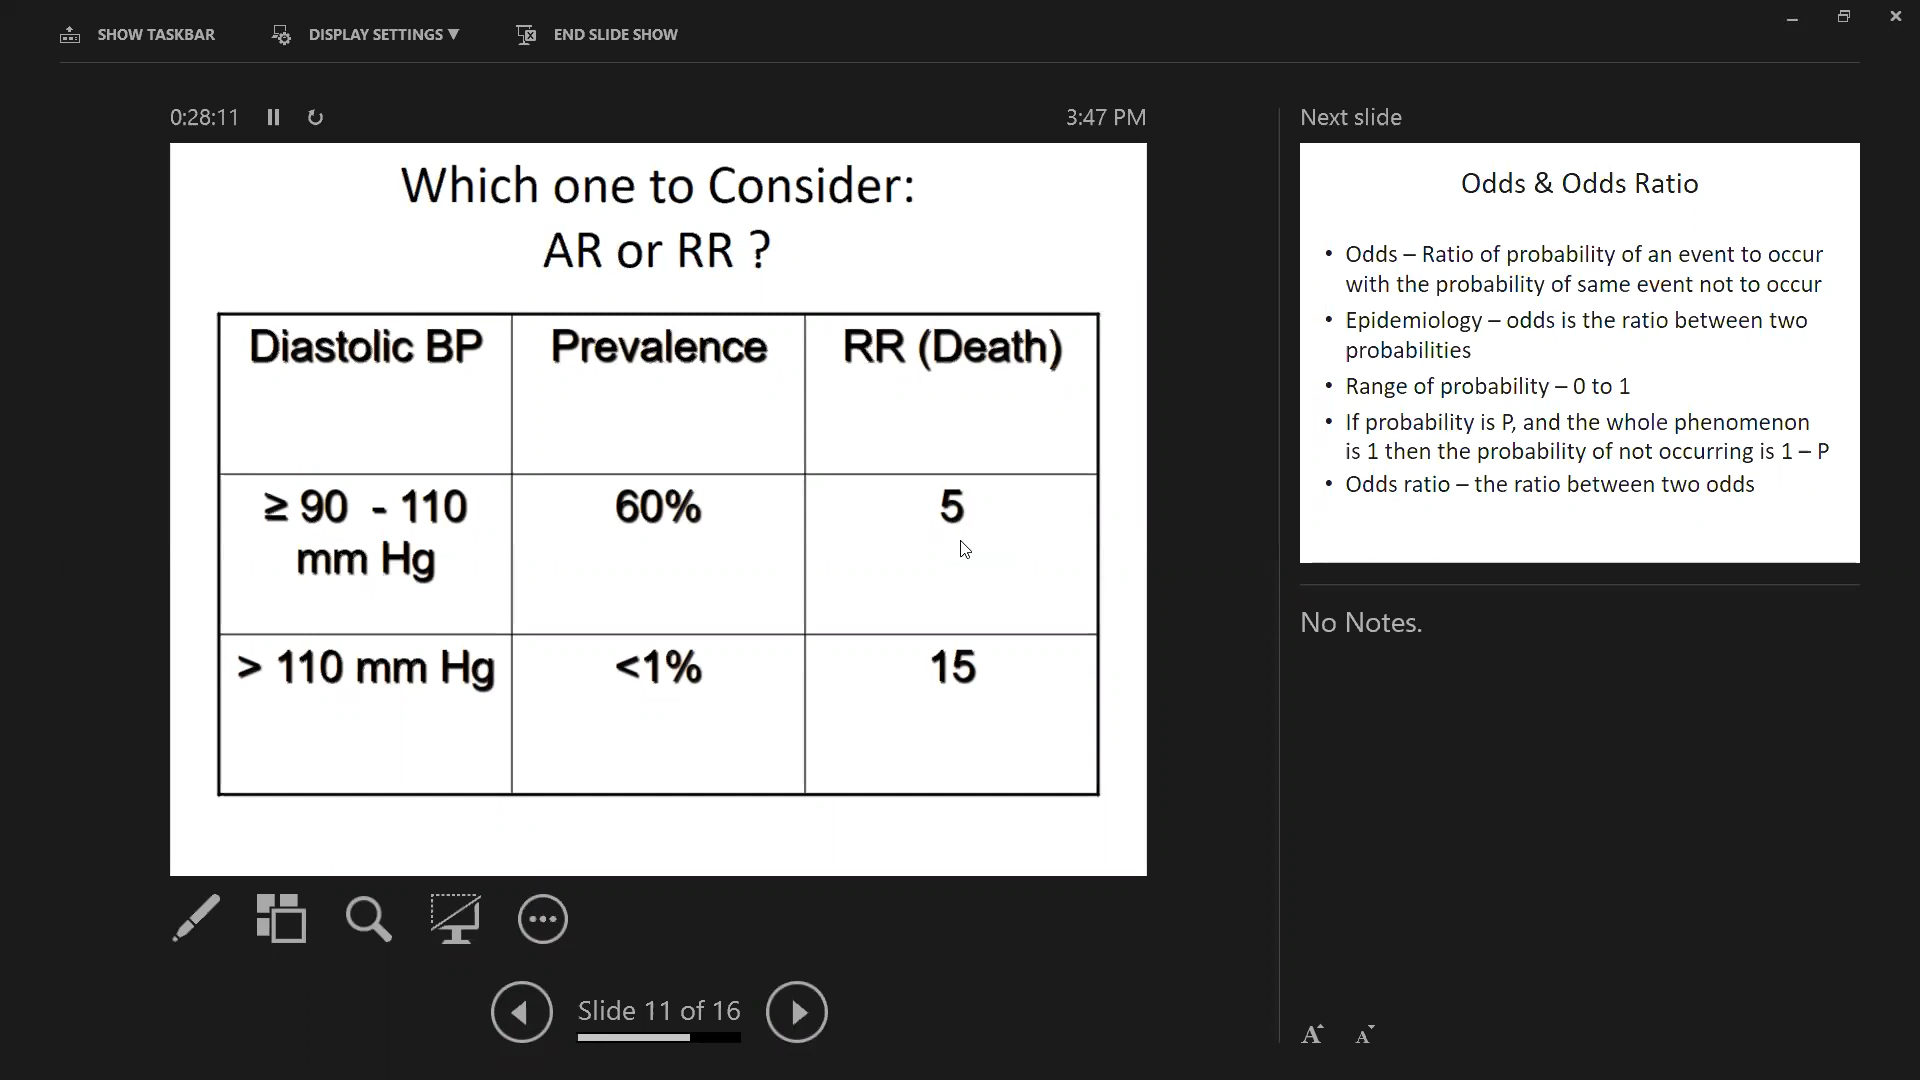 SHOW TASKBAR
DISPLAY SETTINGS ▼
END SLIDE SHOW
0:28:11
3:47 PM
Which one to Consider:
AR or RR ?
Diastolic BP
Prevalence
RR (Death)
≥ 90 - 110
mm Hg
60%
5
> 110 mm Hg
<1%
15
Slide 11 of 16
Next slide
Odds & Odds Ratio
• Odds – Ratio of probability of an event to occur
with the probability of same event not to occur
• Epidemiology – odds is the ratio between two
probabilities
• Range of probability – 0 to 1
• If probability is P, and the whole phenomenon
is 1 then the probability of not occurring is 1 – P
• Odds ratio – the ratio between two odds
No Notes.
A A